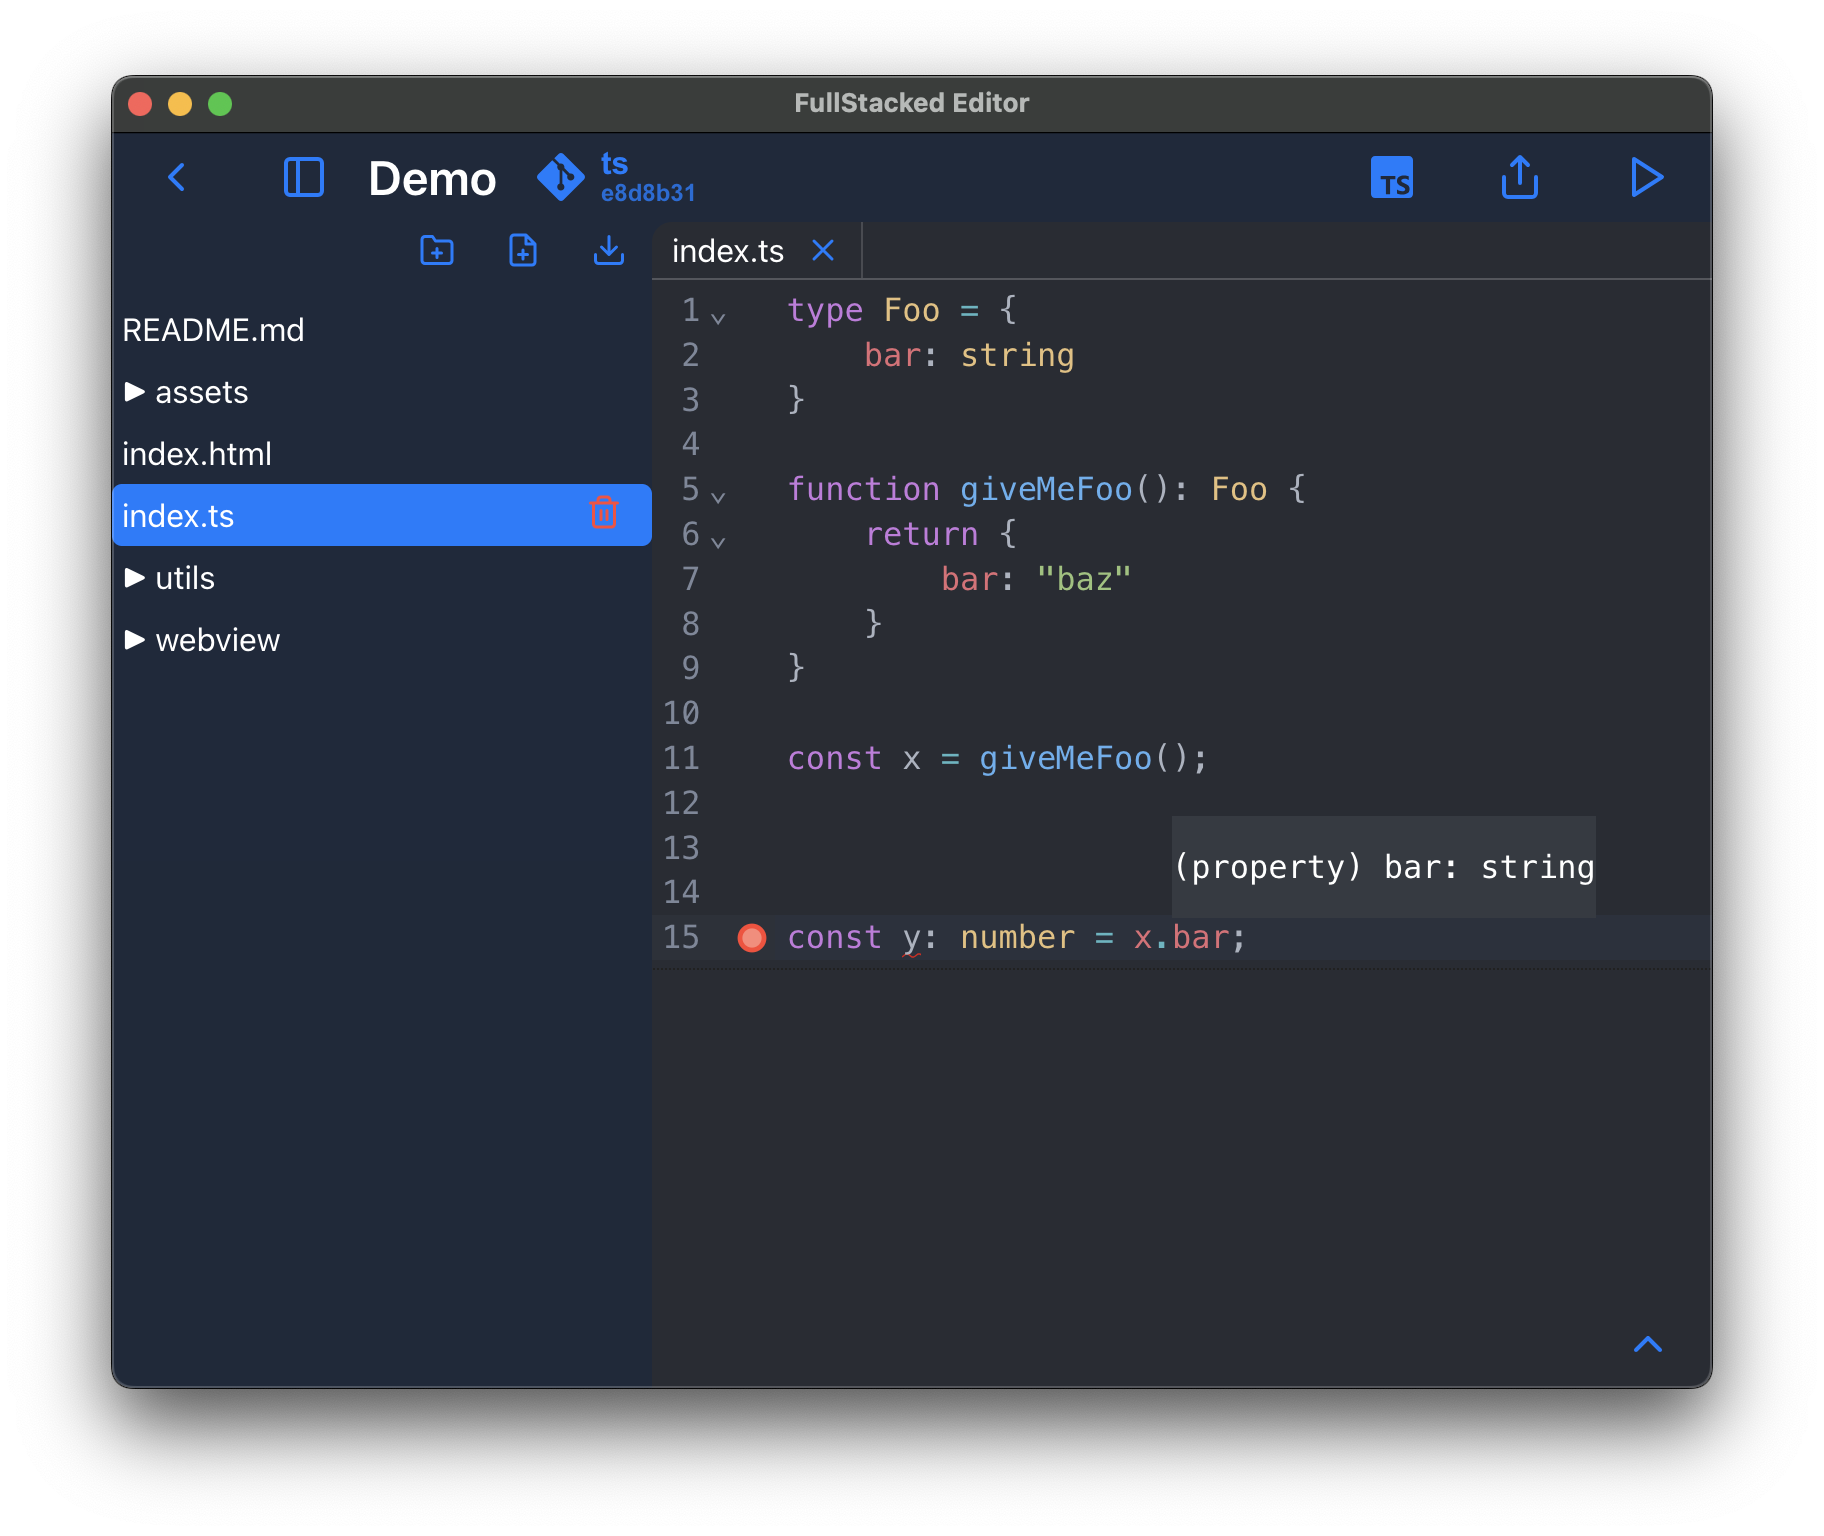 FullStacked Editor
Demo
ts
e8d8b31
TS
index.ts
README.md
assets
index.html
index.ts
utils
webview
1 type Foo = {
2     bar: string
3 }
4
5 function giveMeFoo(): Foo {
6     return {
7         bar: "baz"
8     }
9 }
10
11 const x = giveMeFoo();
12
13
(property) bar: string
14
15 const y: number = x.bar;